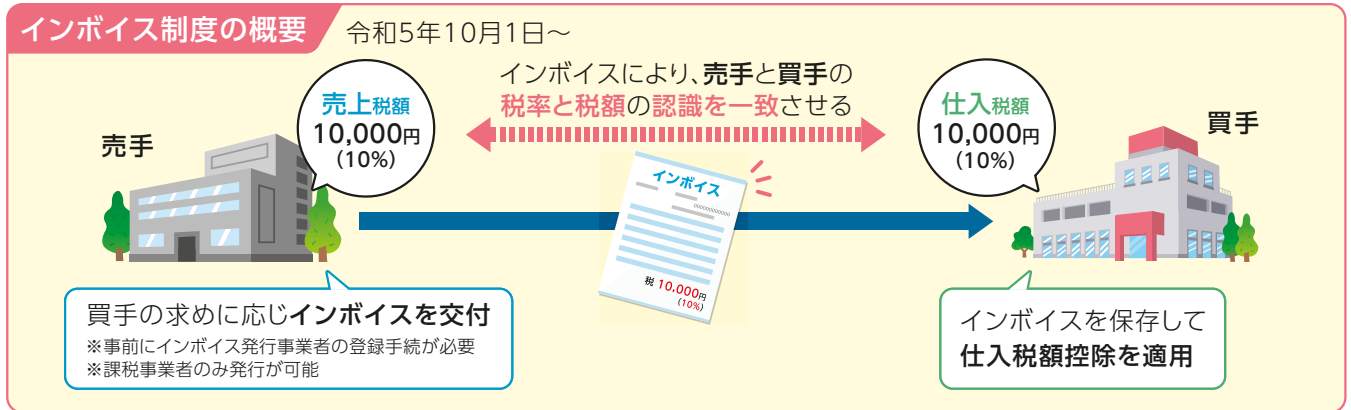 インボイス制度の概要
令和5年10月1日～
インボイスにより、売手と買手の
税率と税額の認識を一致させる
売手
売上税額
10,000円
(10%)
仕入税額
10,000円
(10%)
買手
インボイス
0000000000000
税 10,000円
(10%)
買手の求めに応じインボイスを交付
※事前にインボイス発行事業者の登録手続が必要
※課税事業者のみ発行が可能
インボイスを保存して
仕入税額控除を適用